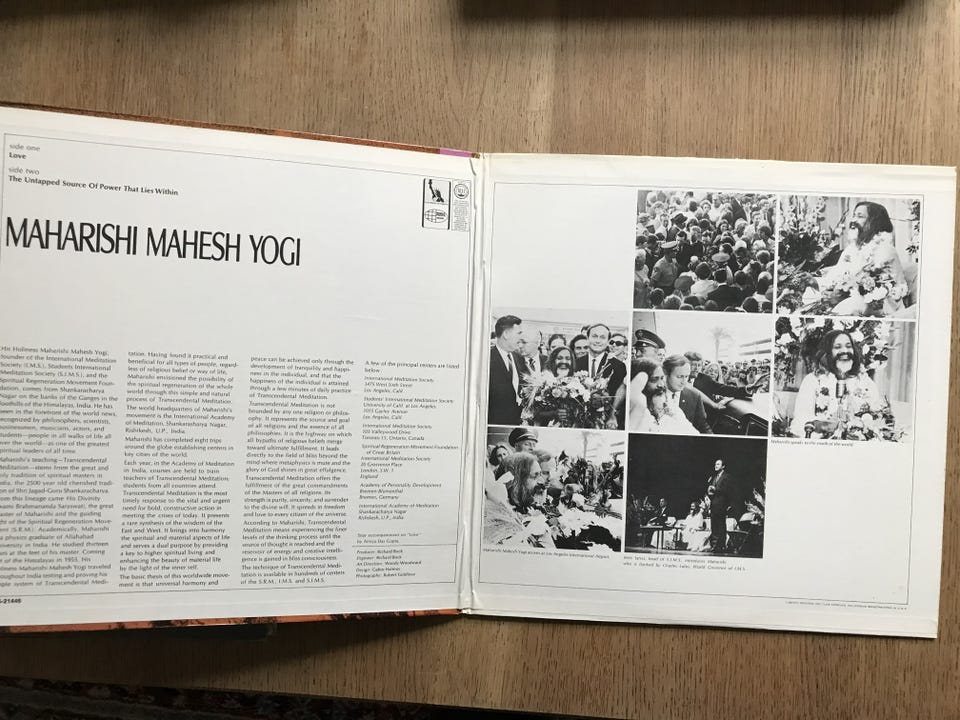 side one
Love
side two
The Untapped Source Of Power That Lies Within
MAHARISHI MAHESH YOGI
His Holiness Maharishi Mahesh Yogi,
founder of the International Meditation
Society (I.M.S.), Students International
Meditation Society (S.I.M.S.), and the
Spiritual Regeneration Movement Foun-
dation, comes from Shankaracharya
Nagar on the banks of the Ganges in the
foothills of the Himalayas, India. He has
been in the forefront of the world news,
recognized by philosophers, scientists,
businessmen, musicians, actors, and
students—people in all walks of life all
over the world—as one of the greatest
spiritual leaders of all time.
Maharishi's teaching—Transcendental
Meditation—stems from the great and
holy tradition of spiritual masters in
India, the 2500 year old cherished tradi-
on of Shri Jagad-Guru Shankaracharya.
rom this lineage came His Divinity
wami Brahmananda Saraswati, the great
aster of Maharishi and the guiding
ht of the Spiritual Regeneration Move-
ent (S.R.M.). Academically, Maharishi
a physics graduate of Allahabad
niversity in India. He studied thirteen
ars at the feet of his master. Coming
t of the Himalayas in 1955, His
liness Maharishi Mahesh Yogi traveled
oughout India testing and proving his
ple system of Transcendental Medi-
tation. Having found it practical and
beneficial for all types of people, regard-
less of religious belief or way of life,
Maharishi envisioned the possibility of
the spiritual regeneration of the whole
world through this simple and natural
process of Transcendental Meditation.
The world headquarters of Maharishi's
movement is the International Academy
of Meditation, Shankaracharya Nagar,
Rishikesh, U.P., India.
Maharishi has completed eight trips
around the globe establishing centers in
key cities of the world.
Each year, in the Academy of Meditation
in India, courses are held to train
teachers of Transcendental Meditation;
students from all countries attend.
Transcendental Meditation is the most
timely response to the vital and urgent
need for bold, constructive action in
meeting the crises of today. It presents
a rare synthesis of the wisdom of the
East and West. It brings into harmony
the spiritual and material aspects of life
and serves a dual purpose by providing
a key to higher spiritual living and
enhancing the beauty of material life
by the light of the inner self.
The basic thesis of this worldwide move-
ment is that universal harmony and
peace can be achieved only through the
development of tranquility and happi-
ness in the individual, and that the
happiness of the individual is attained
through a few minutes of daily practice
of Transcendental Meditation.
Transcendental Meditation is not
bounded by any one religion or philos-
ophy. It represents the source and goal
of all religions and the essence of all
philosophies. It is the highway on which
all bypaths of religious beliefs merge
toward ultimate fulfillment. It leads
directly to the field of bliss beyond the
mind where metaphysics is mute and the
glory of God shines in great effulgence.
Transcendental Meditation offers the
fulfillment of the great commandments
of the Masters of all religions. Its
strength is purity, sincerity, and surrender
to the divine will. It spreads in freedom
and love to every citizen of the universe.
According to Maharishi, Transcendental
Meditation means experiencing the finer
levels of the thinking process until the
source of thought is reached and the
reservoir of energy and creative intelli-
gence is gained in bliss consciousness.
The technique of Transcendental Medi-
tation is available in hundreds of centers
of the S.R.M., I.M.S. and S.I.M.S.
A few of the principal centers are listed
below:
International Meditation Society
2475 West 10th Street
Los Angeles, Calif.
Students' International Meditation Society
University of Calif. at Los Angeles
1015 Gayley Avenue
Los Angeles, Calif.
International Meditation Society
Valleywood Drive
Toronto 13, Ontario, Canada
Spiritual Regeneration Movement Foundation
of Great Britain
International Meditation Society
20 Grosvenor Place
London, S.W. 1
England
Academy of Personality Development
Bremen-Blumenthal
Bremen, Germany
International Academy of Meditation
Shankaracharya Nagar
Rishikesh, U.P., India
Sitar accompaniment on "Love"
by Amiya Das Gupta.
Producer: Richard Bock
Engineer: Richard Bock
Art Direction: Woody Woodward
Design: Gabor Halmos
Photography: Robert Goldblow
-21446
Maharishi speaks to the youth of the world.
Maharishi Mahesh Yogi arrives at Los Angeles International Airport.
Jerry Jarvis, head of S.I.M.S. introduces Maharishi
who is flanked by Charles Lutes, World Governor of I.M.S.